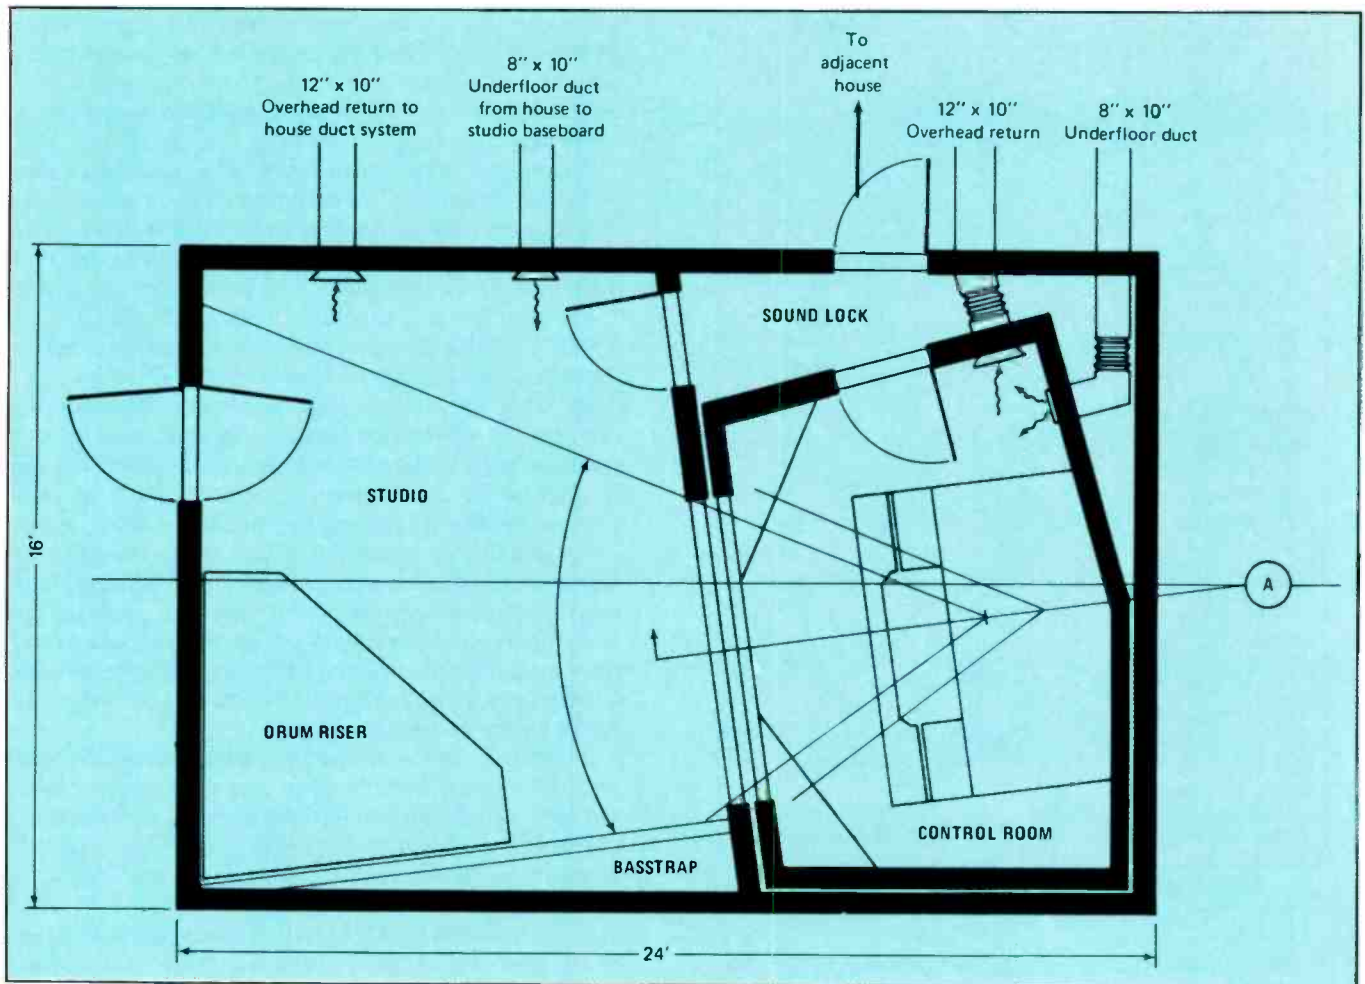 To
adjacent
house
12" x 10"
Overhead return to
house duct system
8" x 10"
Underfloor duct
from house to
studio baseboard
12" x 10"
Overhead return
8" x 10"
Underfloor duct
SOUND LOCK
STUDIO
16'
A
DRUM RISER
CONTROL ROOM
BASSTRAP
24'